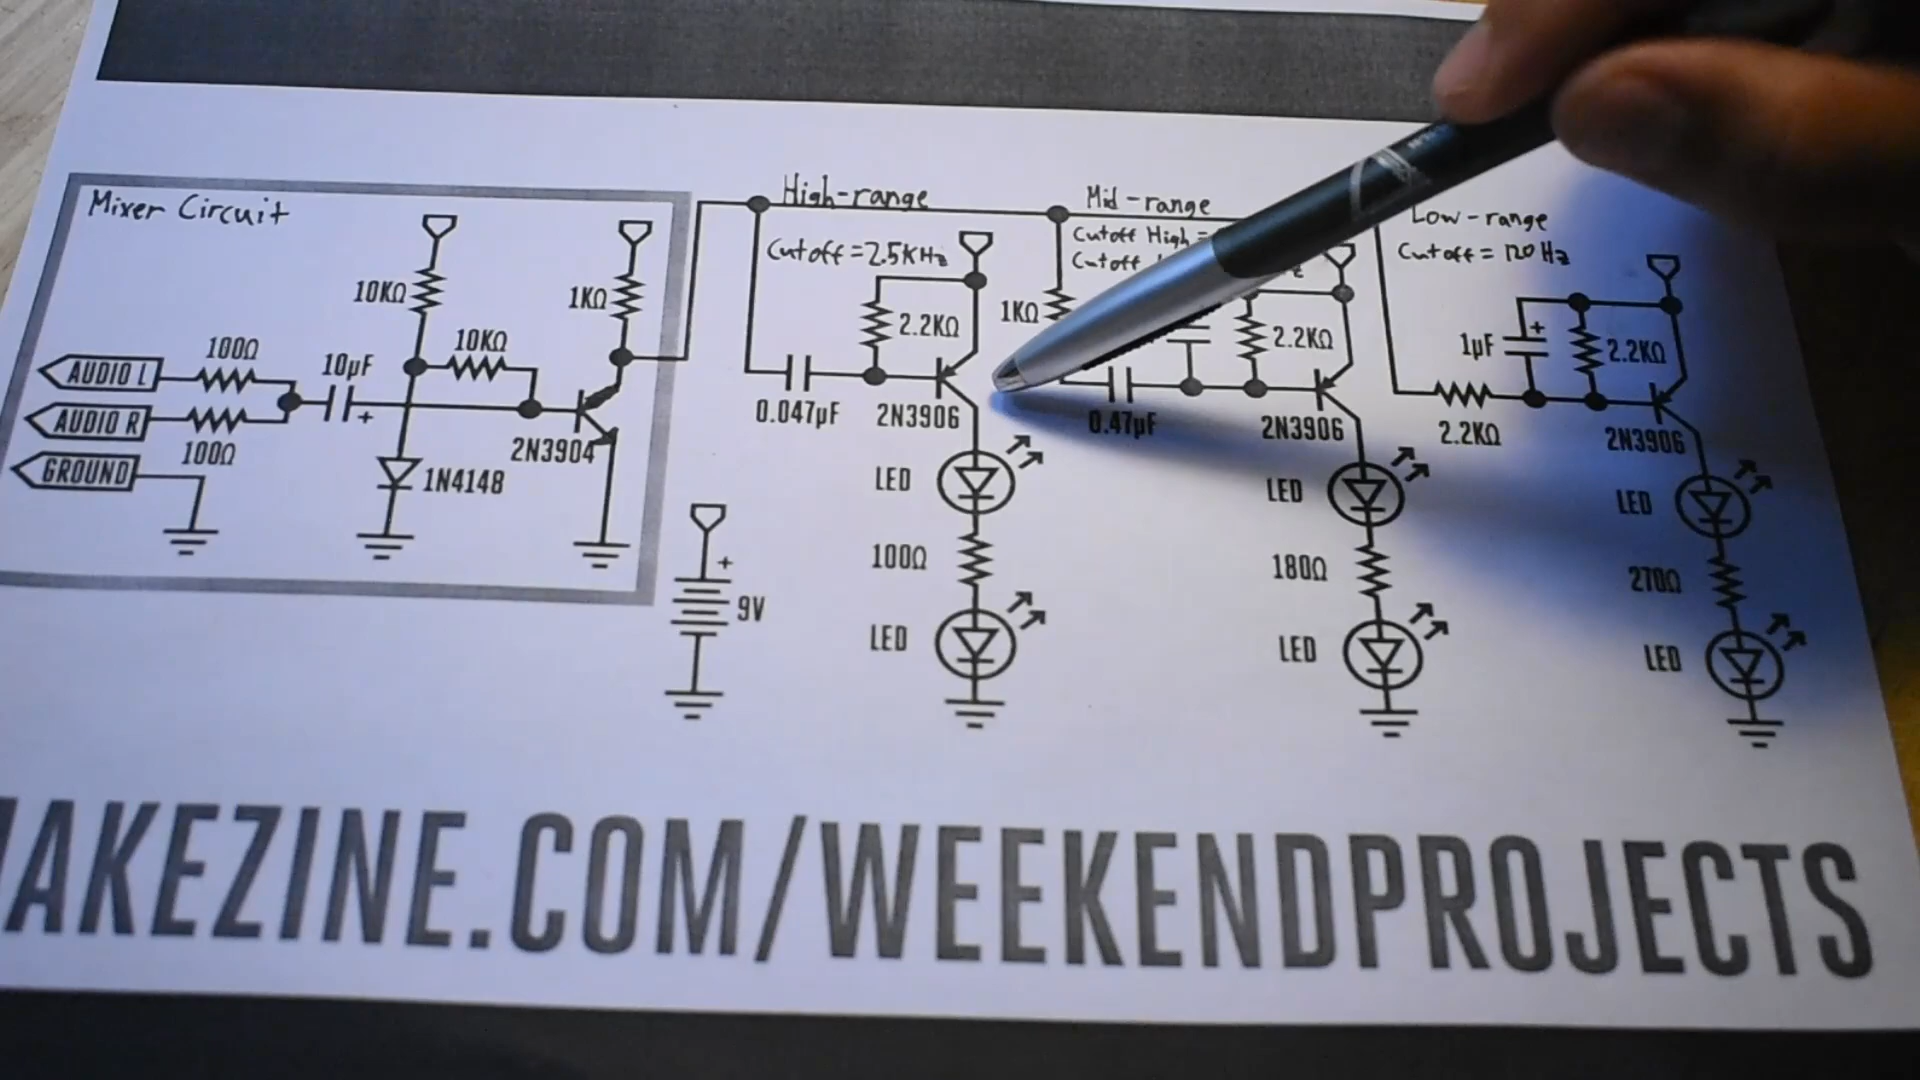 Mixer Circuit
High-range
Mid-range
Low-range
Cutoff=2.5KHz
Cutoff High =
Cutoff
Cutoff = 120 Hz
10KΩ
1KΩ
100Ω
10KΩ
10µF
+
AUDIO L
AUDIO R
GROUND
100Ω
2N3904
1N4148
2.2KΩ
0.047µF
2N3906
LED
100Ω
LED
+
9V
1KΩ
2.2KΩ
0.47µF
2N3906
LED
180Ω
LED
1µF
+
2.2KΩ
2.2KΩ
2N3906
LED
270Ω
LED
AKEZINE.COM/WEEKENDPROJECTS